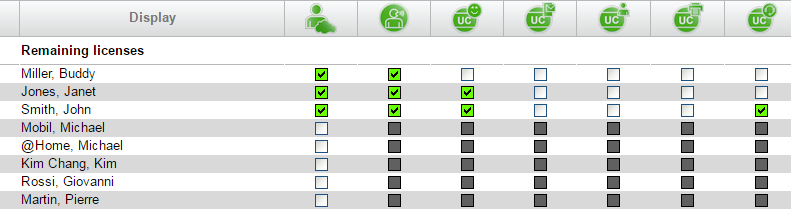 Display UC UC UC UC UC
Remaining licenses
Miller, Buddy
Jones, Janet
Smith, John
Mobil, Michael
@Home, Michael
Kim Chang, Kim
Rossi, Giovanni
Martin, Pierre